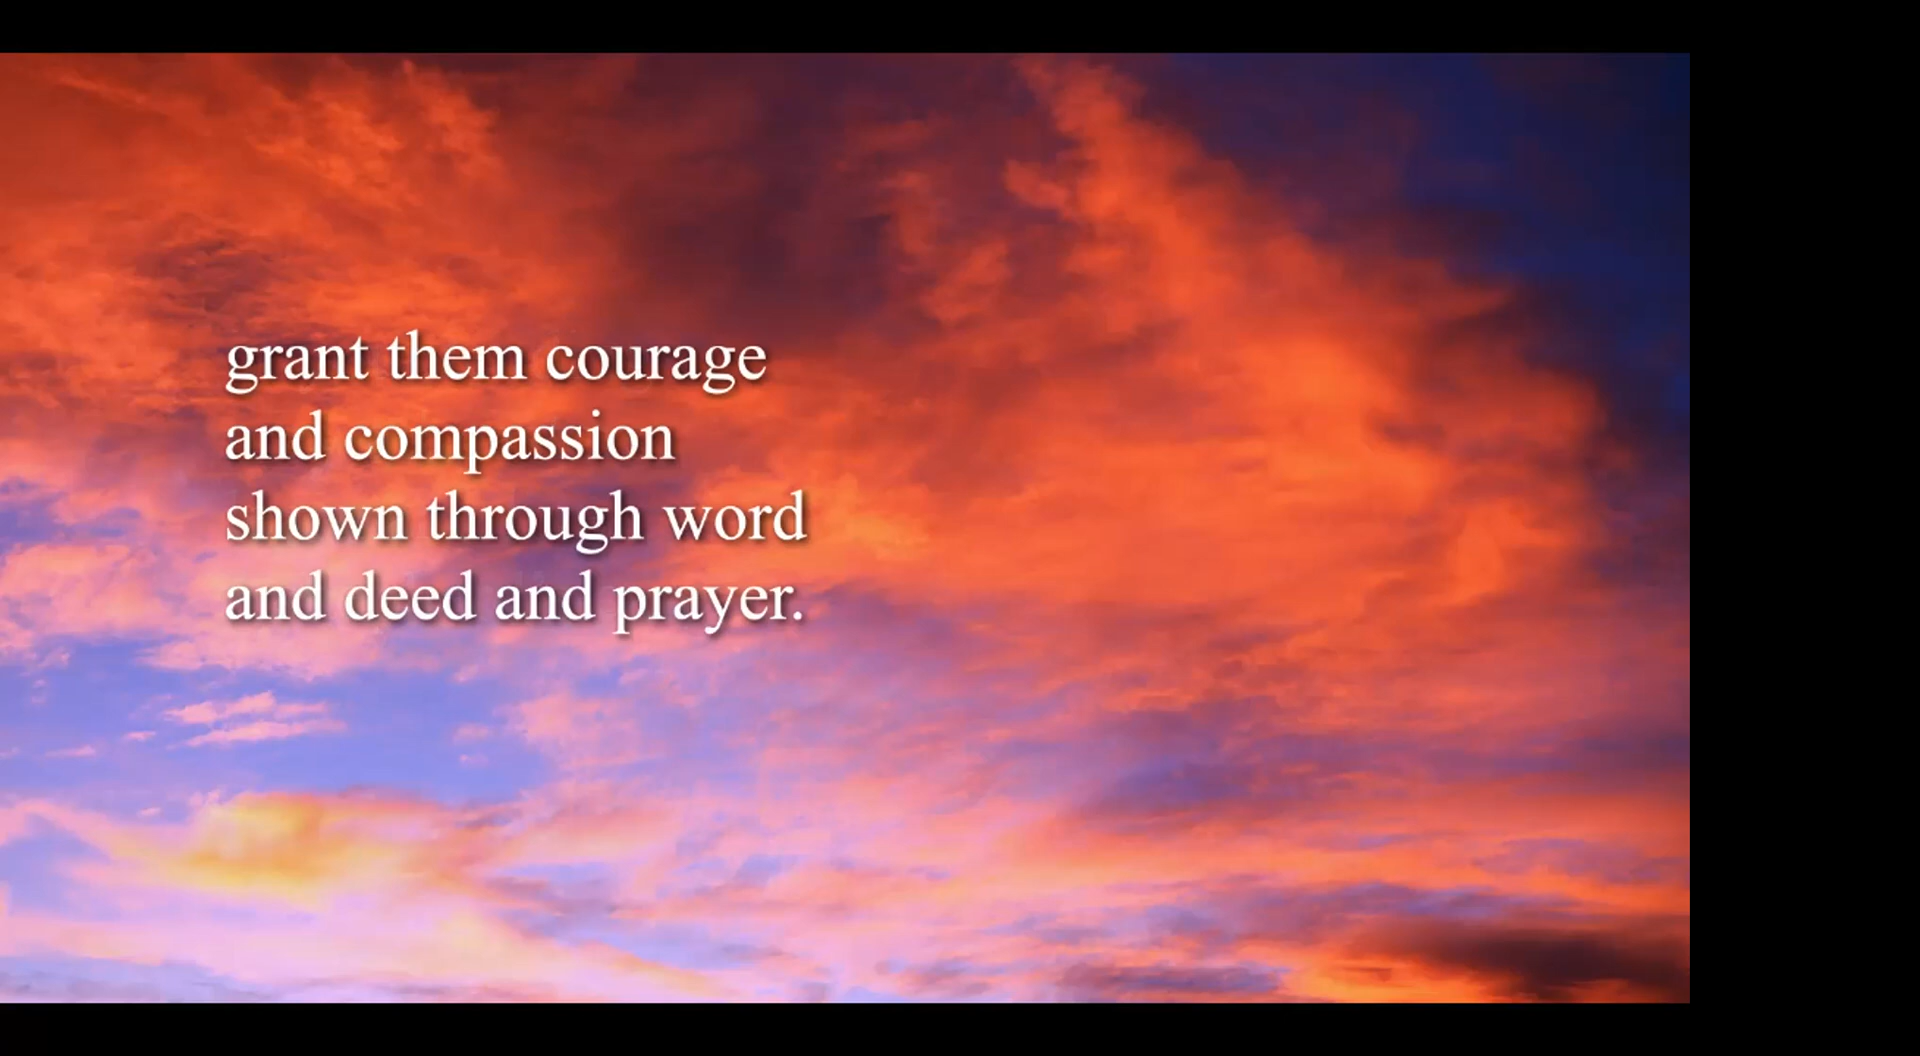 grant them courage
and compassion
shown through word
and deed and prayer.